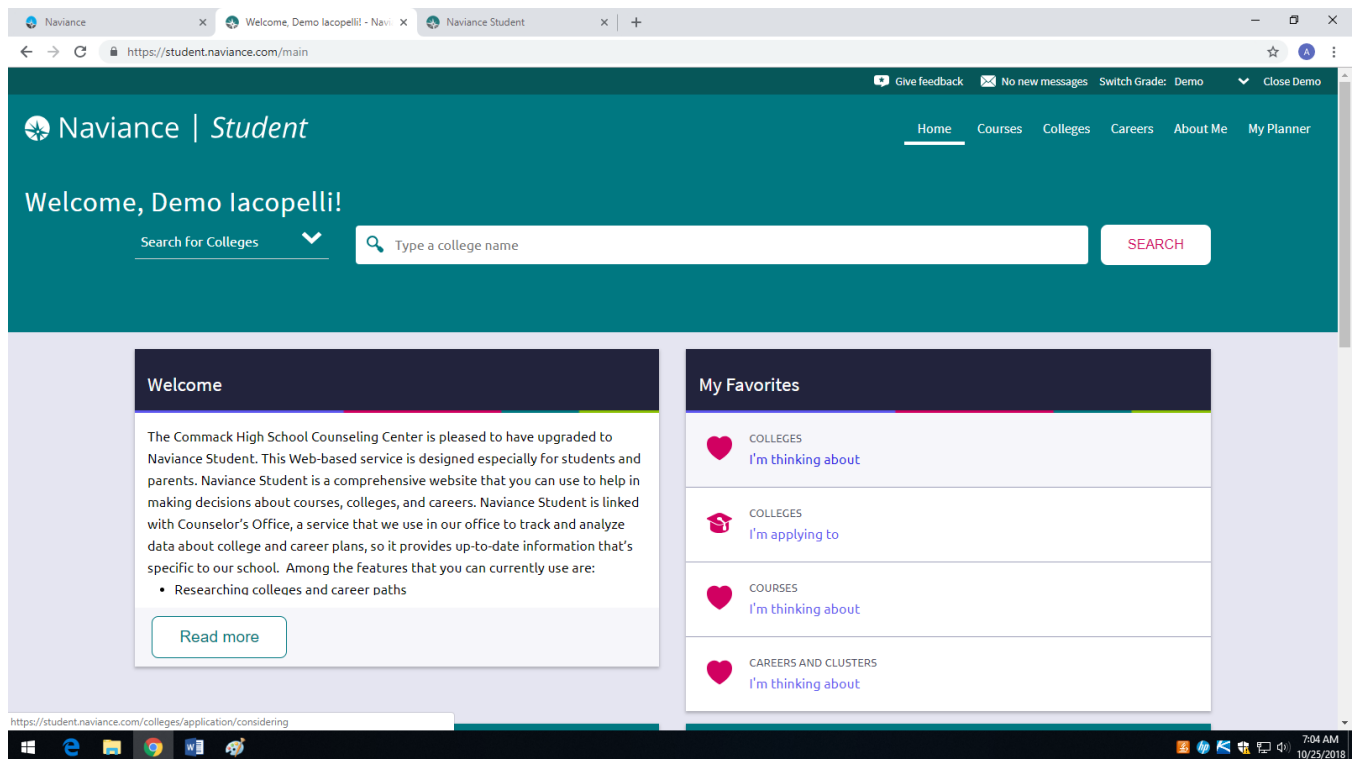 Naviance
Welcome, Demo Iacopelli! - Navi
Naviance Student
https://student.naviance.com/main
A
Give feedback No new messages Switch Grade: Demo Close Demo
Naviance | Student
Home Courses Colleges Careers About Me My Planner
Welcome, Demo Iacopelli!
Search for Colleges
Type a college name
SEARCH
Welcome
The Commack High School Counseling Center is pleased to have upgraded to
Naviance Student. This Web-based service is designed especially for students and
parents. Naviance Student is a comprehensive website that you can use to help in
making decisions about courses, colleges, and careers. Naviance Student is linked
with Counselor's Office, a service that we use in our office to track and analyze
data about college and career plans, so it provides up-to-date information that's
specific to our school.  Among the features that you can currently use are:
• Researching colleges and career paths
Read more
My Favorites
COLLEGES
I'm thinking about
COLLEGES
I'm applying to
COURSES
I'm thinking about
CAREERS AND CLUSTERS
I'm thinking about
https://student.naviance.com/colleges/application/considering
7:04 AM
10/25/2018